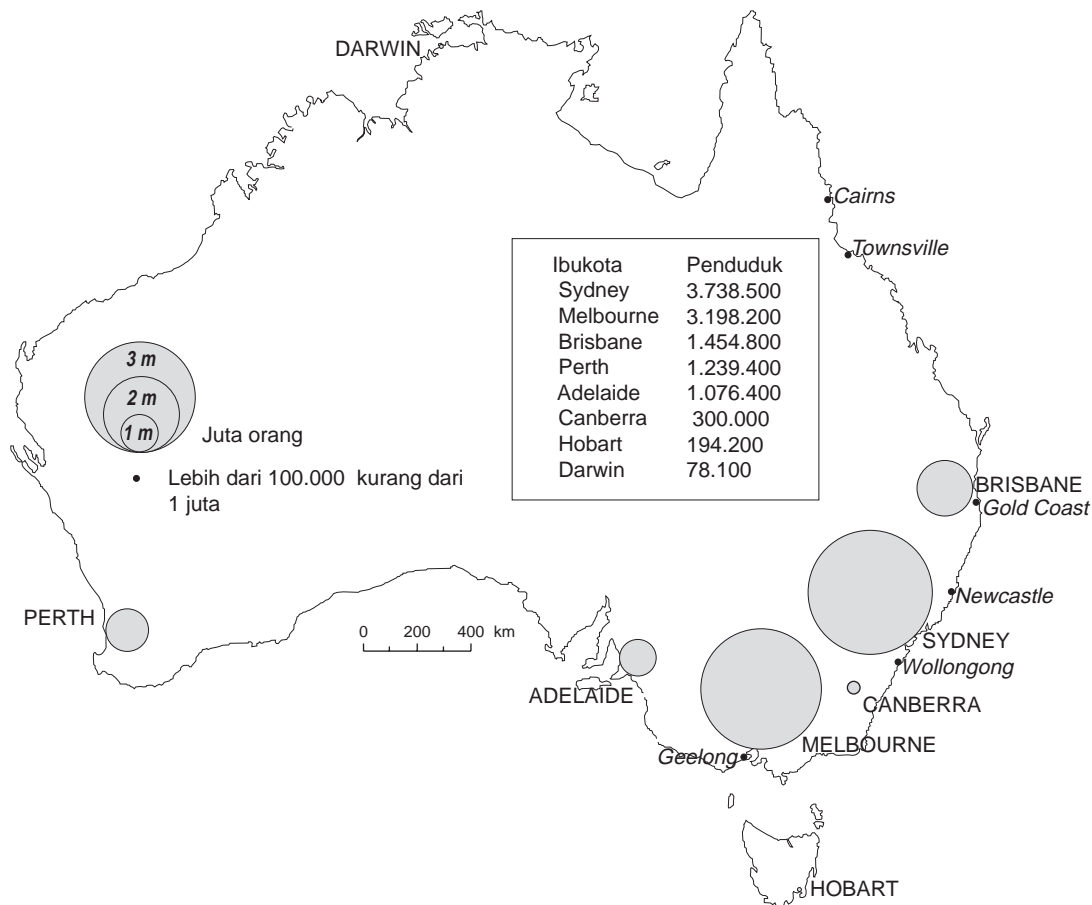 DARWIN
Cairns
Townsville
Ibukota Penduduk
Sydney 3.738.500
Melbourne 3.198.200
Brisbane 1.454.800
Perth 1.239.400
Adelaide 1.076.400
Canberra 300.000
Hobart 194.200
Darwin 78.100
3 m
2 m
1 m
Juta orang
Lebih dari 100.000 kurang dari
1 juta
BRISBANE
Gold Coast
Newcastle
PERTH
0 200 400 km
SYDNEY
Wollongong
ADELAIDE
CANBERRA
MELBOURNE
Geelong
HOBART